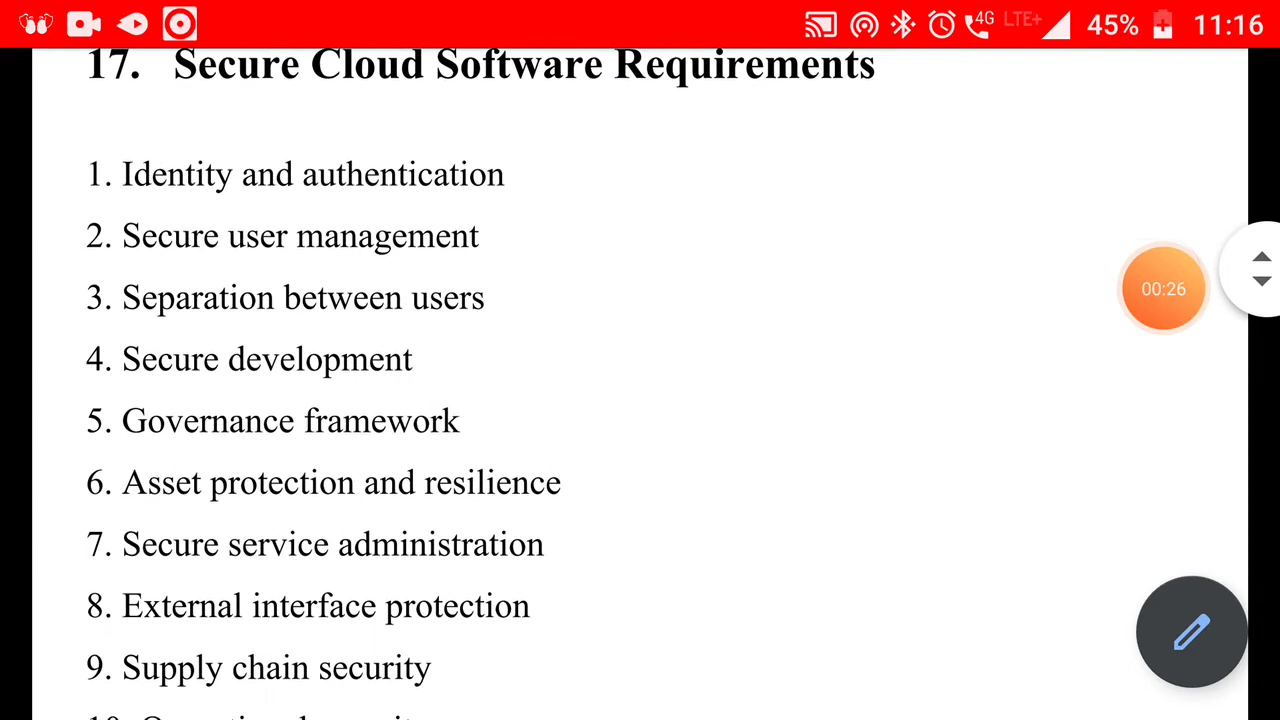 4G LTE+ 45% 11:16
17. Secure Cloud Software Requirements
1. Identity and authentication
2. Secure user management
3. Separation between users
00:26
4. Secure development
5. Governance framework
6. Asset protection and resilience
7. Secure service administration
8. External interface protection
9. Supply chain security